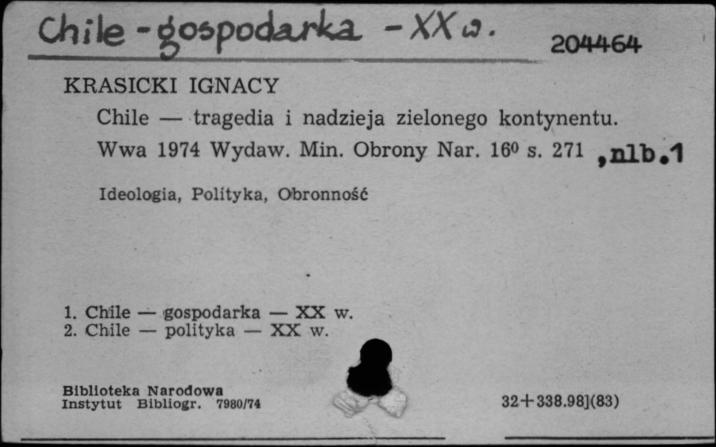 Chile - gospodarka - XX w.
204464
KRASICKI IGNACY
Chile — tragedia i nadzieja zielonego kontynentu.
Wwa 1974 Wydaw. Min. Obrony Nar. 16⁰ s. 271 ,nlb.1
Ideologia, Polityka, Obronność
1. Chile — gospodarka — XX w.
2. Chile — polityka — XX w.
Biblioteka Narodowa
Instytut Bibliogr. 7980/74
32+338.98](83)